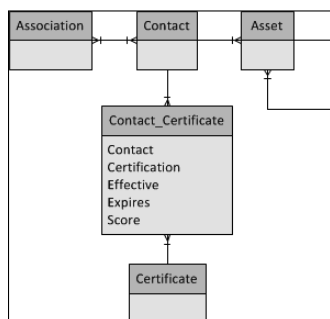 Association
Contact
Asset
Contact_Certificate
Contact
Certification
Effective
Expires
Score
Certificate